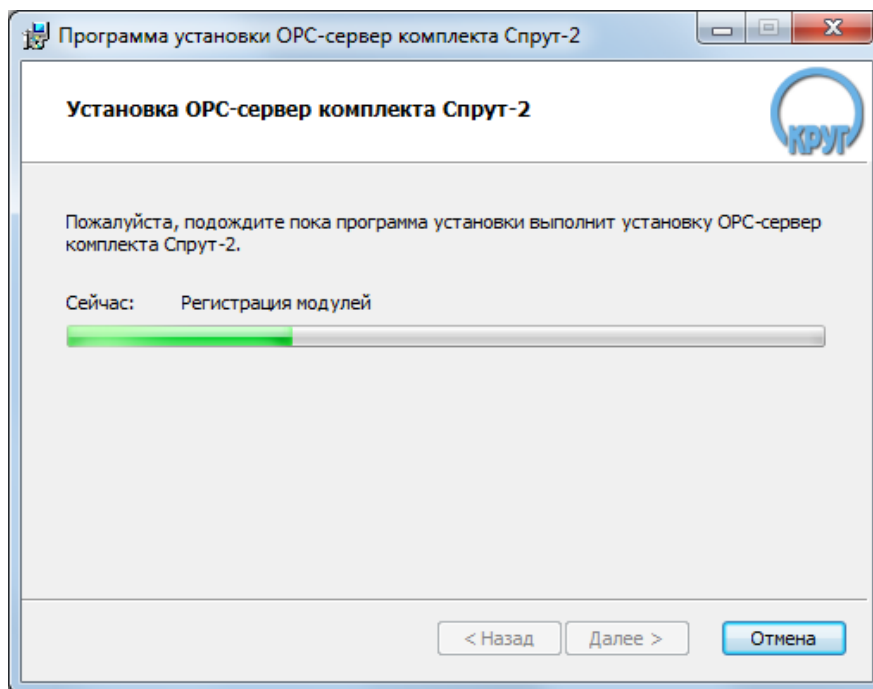 Программа установки OPC-сервер комплекта Спрут-2
Установка OPC-сервер комплекта Спрут-2
КРУГ
Пожалуйста, подождите пока программа установки выполнит установку OPC-сервер
комплекта Спрут-2.
Сейчас: Регистрация модулей
< Назад Далее > Отмена